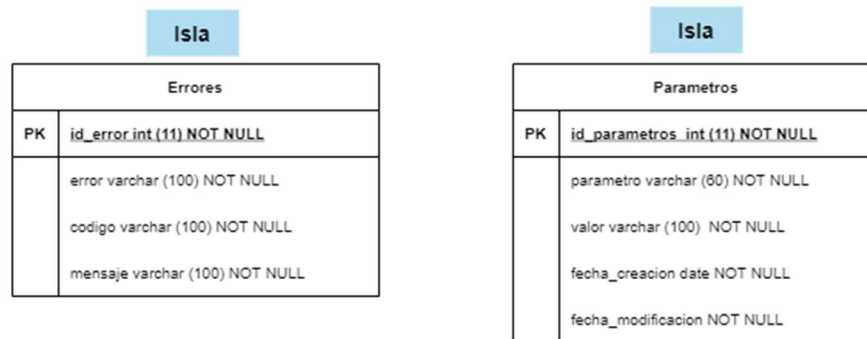 Isla
Errores
PK id_error int (11) NOT NULL
error varchar (100) NOT NULL
codigo varchar (100) NOT NULL
mensaje varchar (100) NOT NULL
Isla
Parametros
PK id_parametros int (11) NOT NULL
parametro varchar (60) NOT NULL
valor varchar (100) NOT NULL
fecha_creacion date NOT NULL
fecha_modificacion NOT NULL